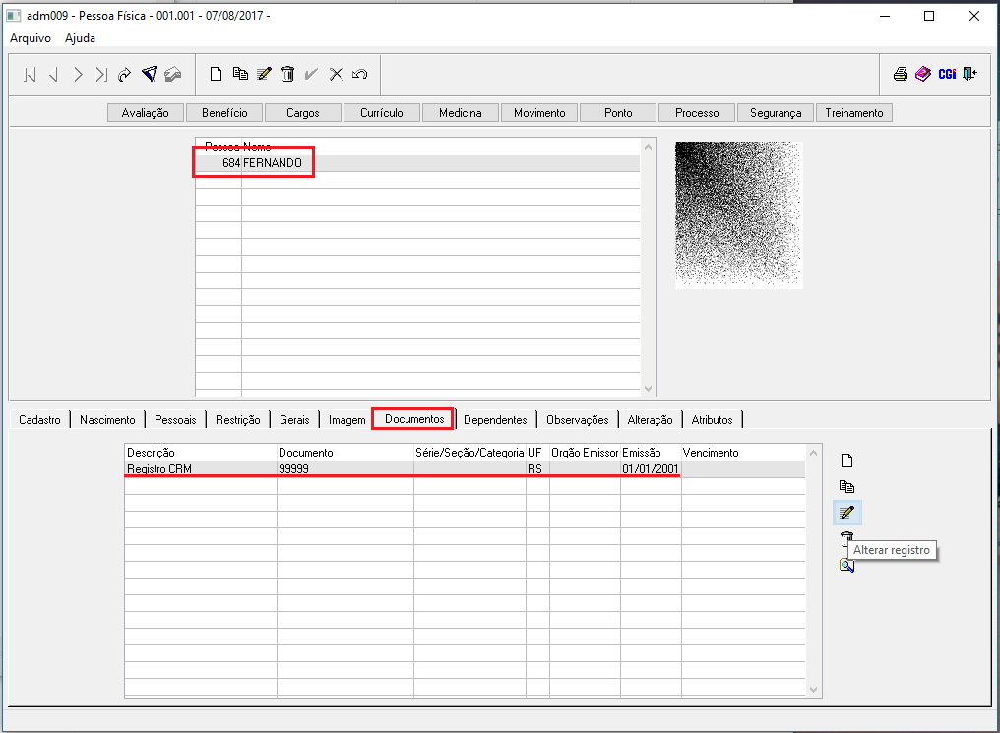 adm009 - Pessoa Física - 001.001 - 07/08/2017 -
Arquivo Ajuda
CGi
Avaliação Benefício Cargos Currículo Medicina Movimento Ponto Processo Segurança Treinamento
Pessoa Nome
684 FERNANDO
Cadastro Nascimento Pessoais Restrição Gerais Imagem Documentos Dependentes Observações Alteração Atributos
Descrição Documento Série/Seção/Categoria UF Orgão Emissor Emissão Vencimento
Registro CRM 99999 RS 01/01/2001
Alterar registro